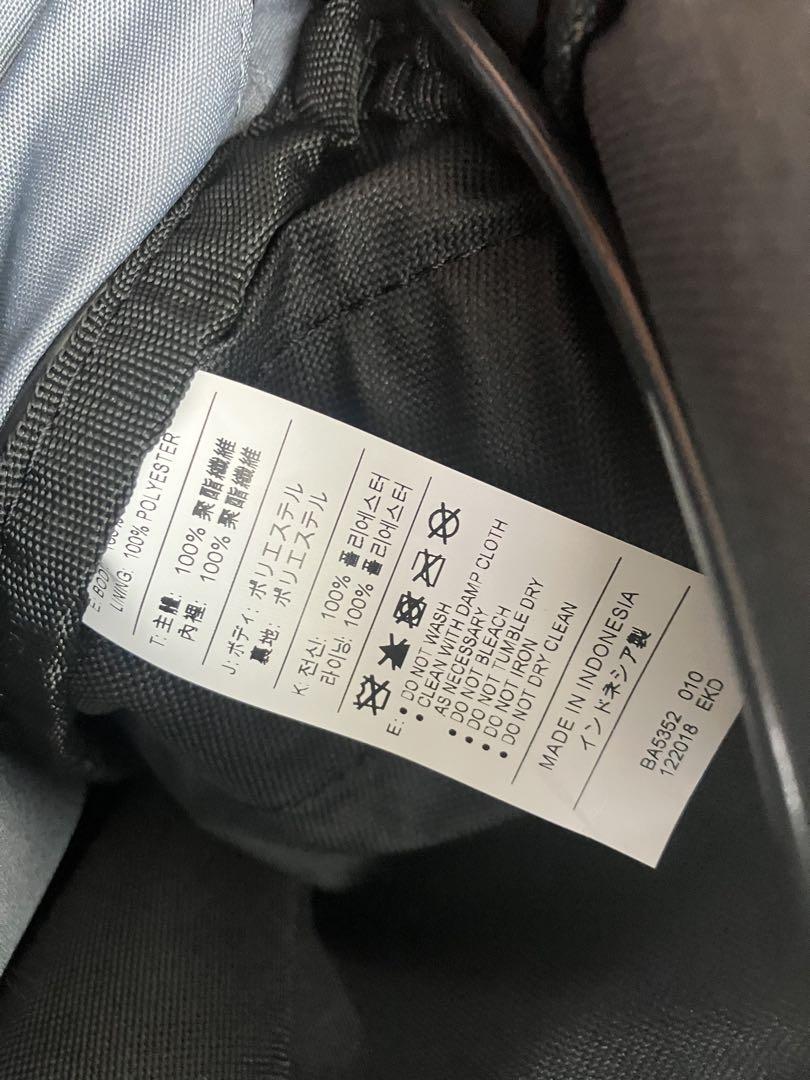 E: BODY:
LINING: 100% POLYESTER
T: 主體: 100% 聚酯纖維
內裡: 100% 聚酯纖維
J: ボディ: ポリエステル
裏地: ポリエステル
K: 전신: 100% 폴리에스터
라이닝: 100% 폴리에스터
E: • DO NOT WASH
• CLEAN WITH DAMP CLOTH
AS NECESSARY
• DO NOT BLEACH
• DO NOT TUMBLE DRY
• DO NOT IRON
• DO NOT DRY CLEAN
MADE IN INDONESIA
インドネシア製
BA5352 010
122018 EKD